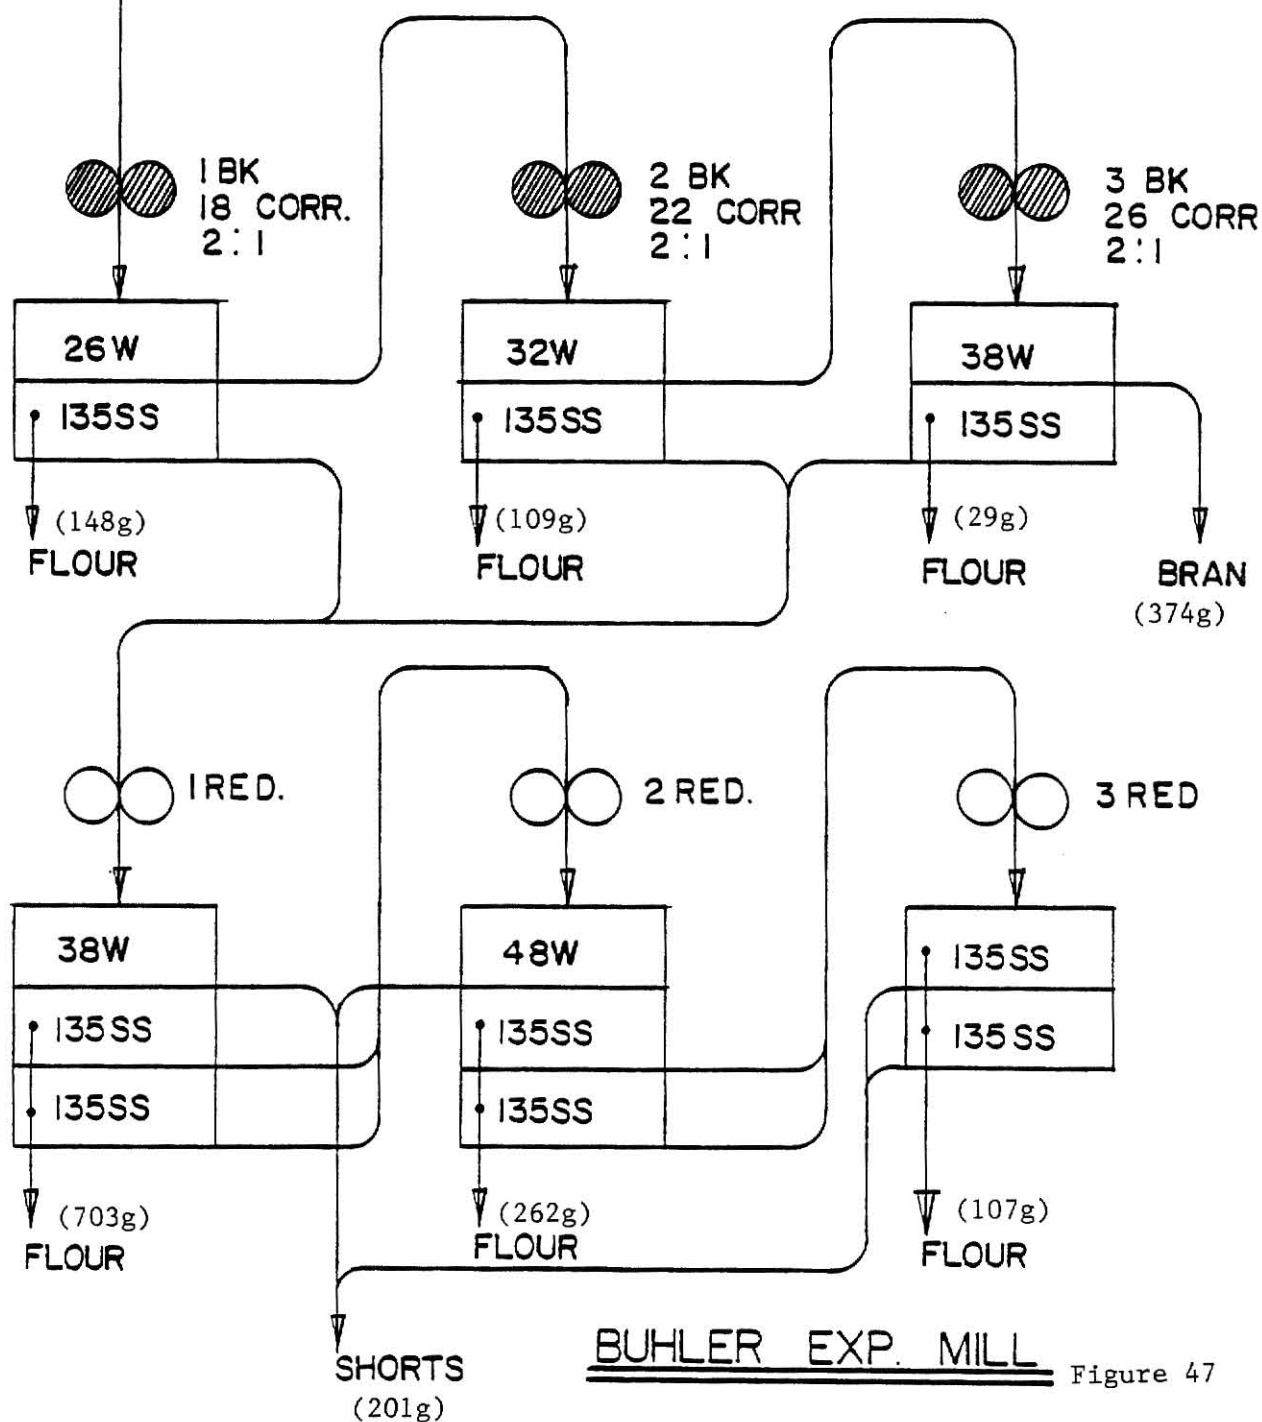 1 BK
18 CORR.
2:1
2 BK
22 CORR
2:1
3 BK
26 CORR
2:1
26W
135SS
32W
135SS
38W
135SS
(148g)
FLOUR
(109g)
FLOUR
(29g)
FLOUR
BRAN
(374g)
1 RED.
2 RED.
3 RED
38W
135SS
135SS
48W
135SS
135SS
135SS
135SS
(703g)
FLOUR
(262g)
FLOUR
(107g)
FLOUR
SHORTS
(201g)
BUHLER EXP. MILL
Figure 47